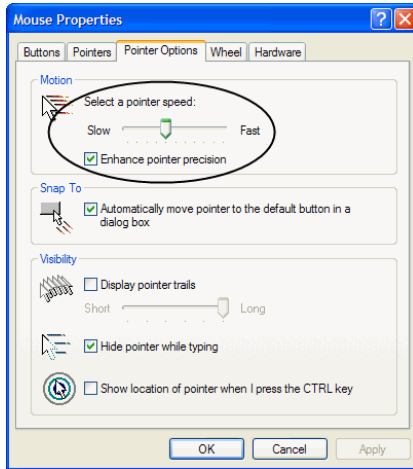 Mouse Properties
Buttons Pointers Pointer Options Wheel Hardware
Motion
Select a pointer speed:
Slow Fast
Enhance pointer precision
Snap To
Automatically move pointer to the default button in a
dialog box
Visibility
Display pointer trails
Short Long
Hide pointer while typing
Show location of pointer when I press the CTRL key
OK Cancel Apply